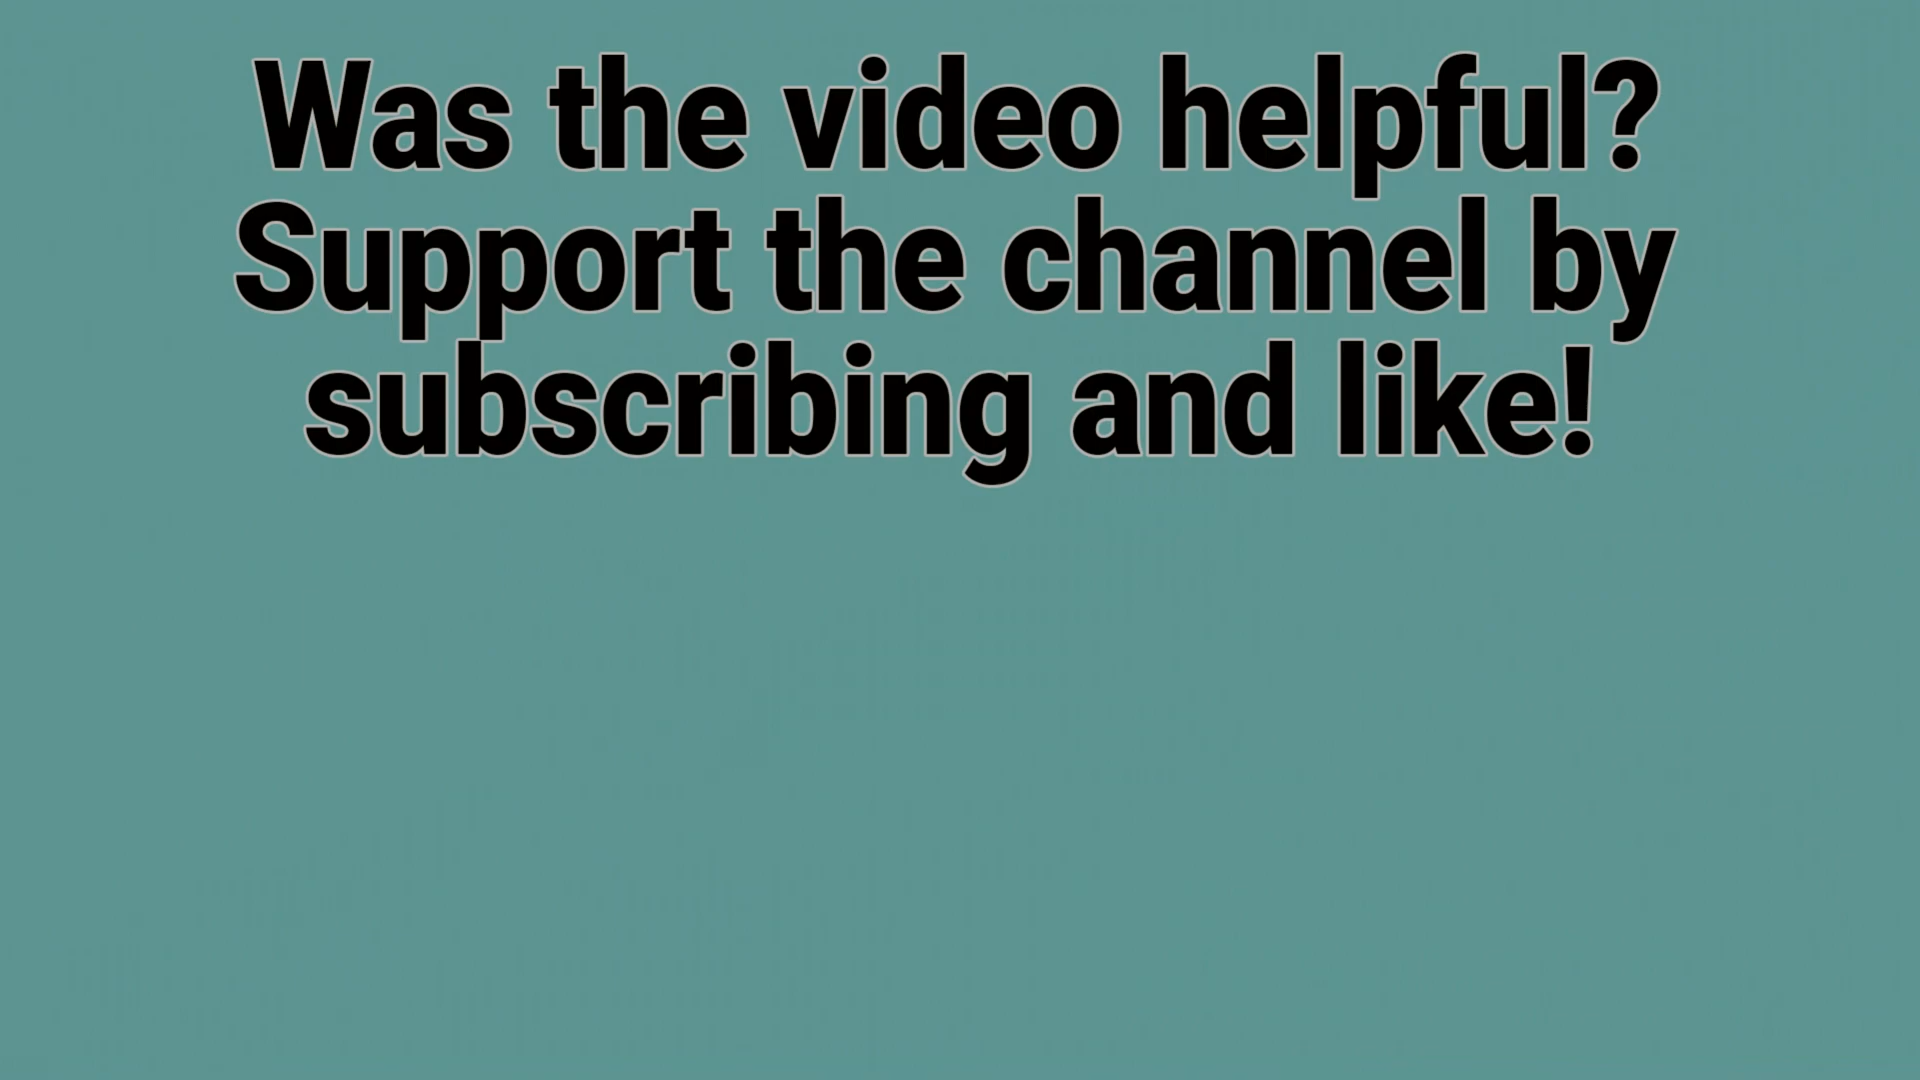 Was the video helpful?
Support the channel by
subscribing and like!